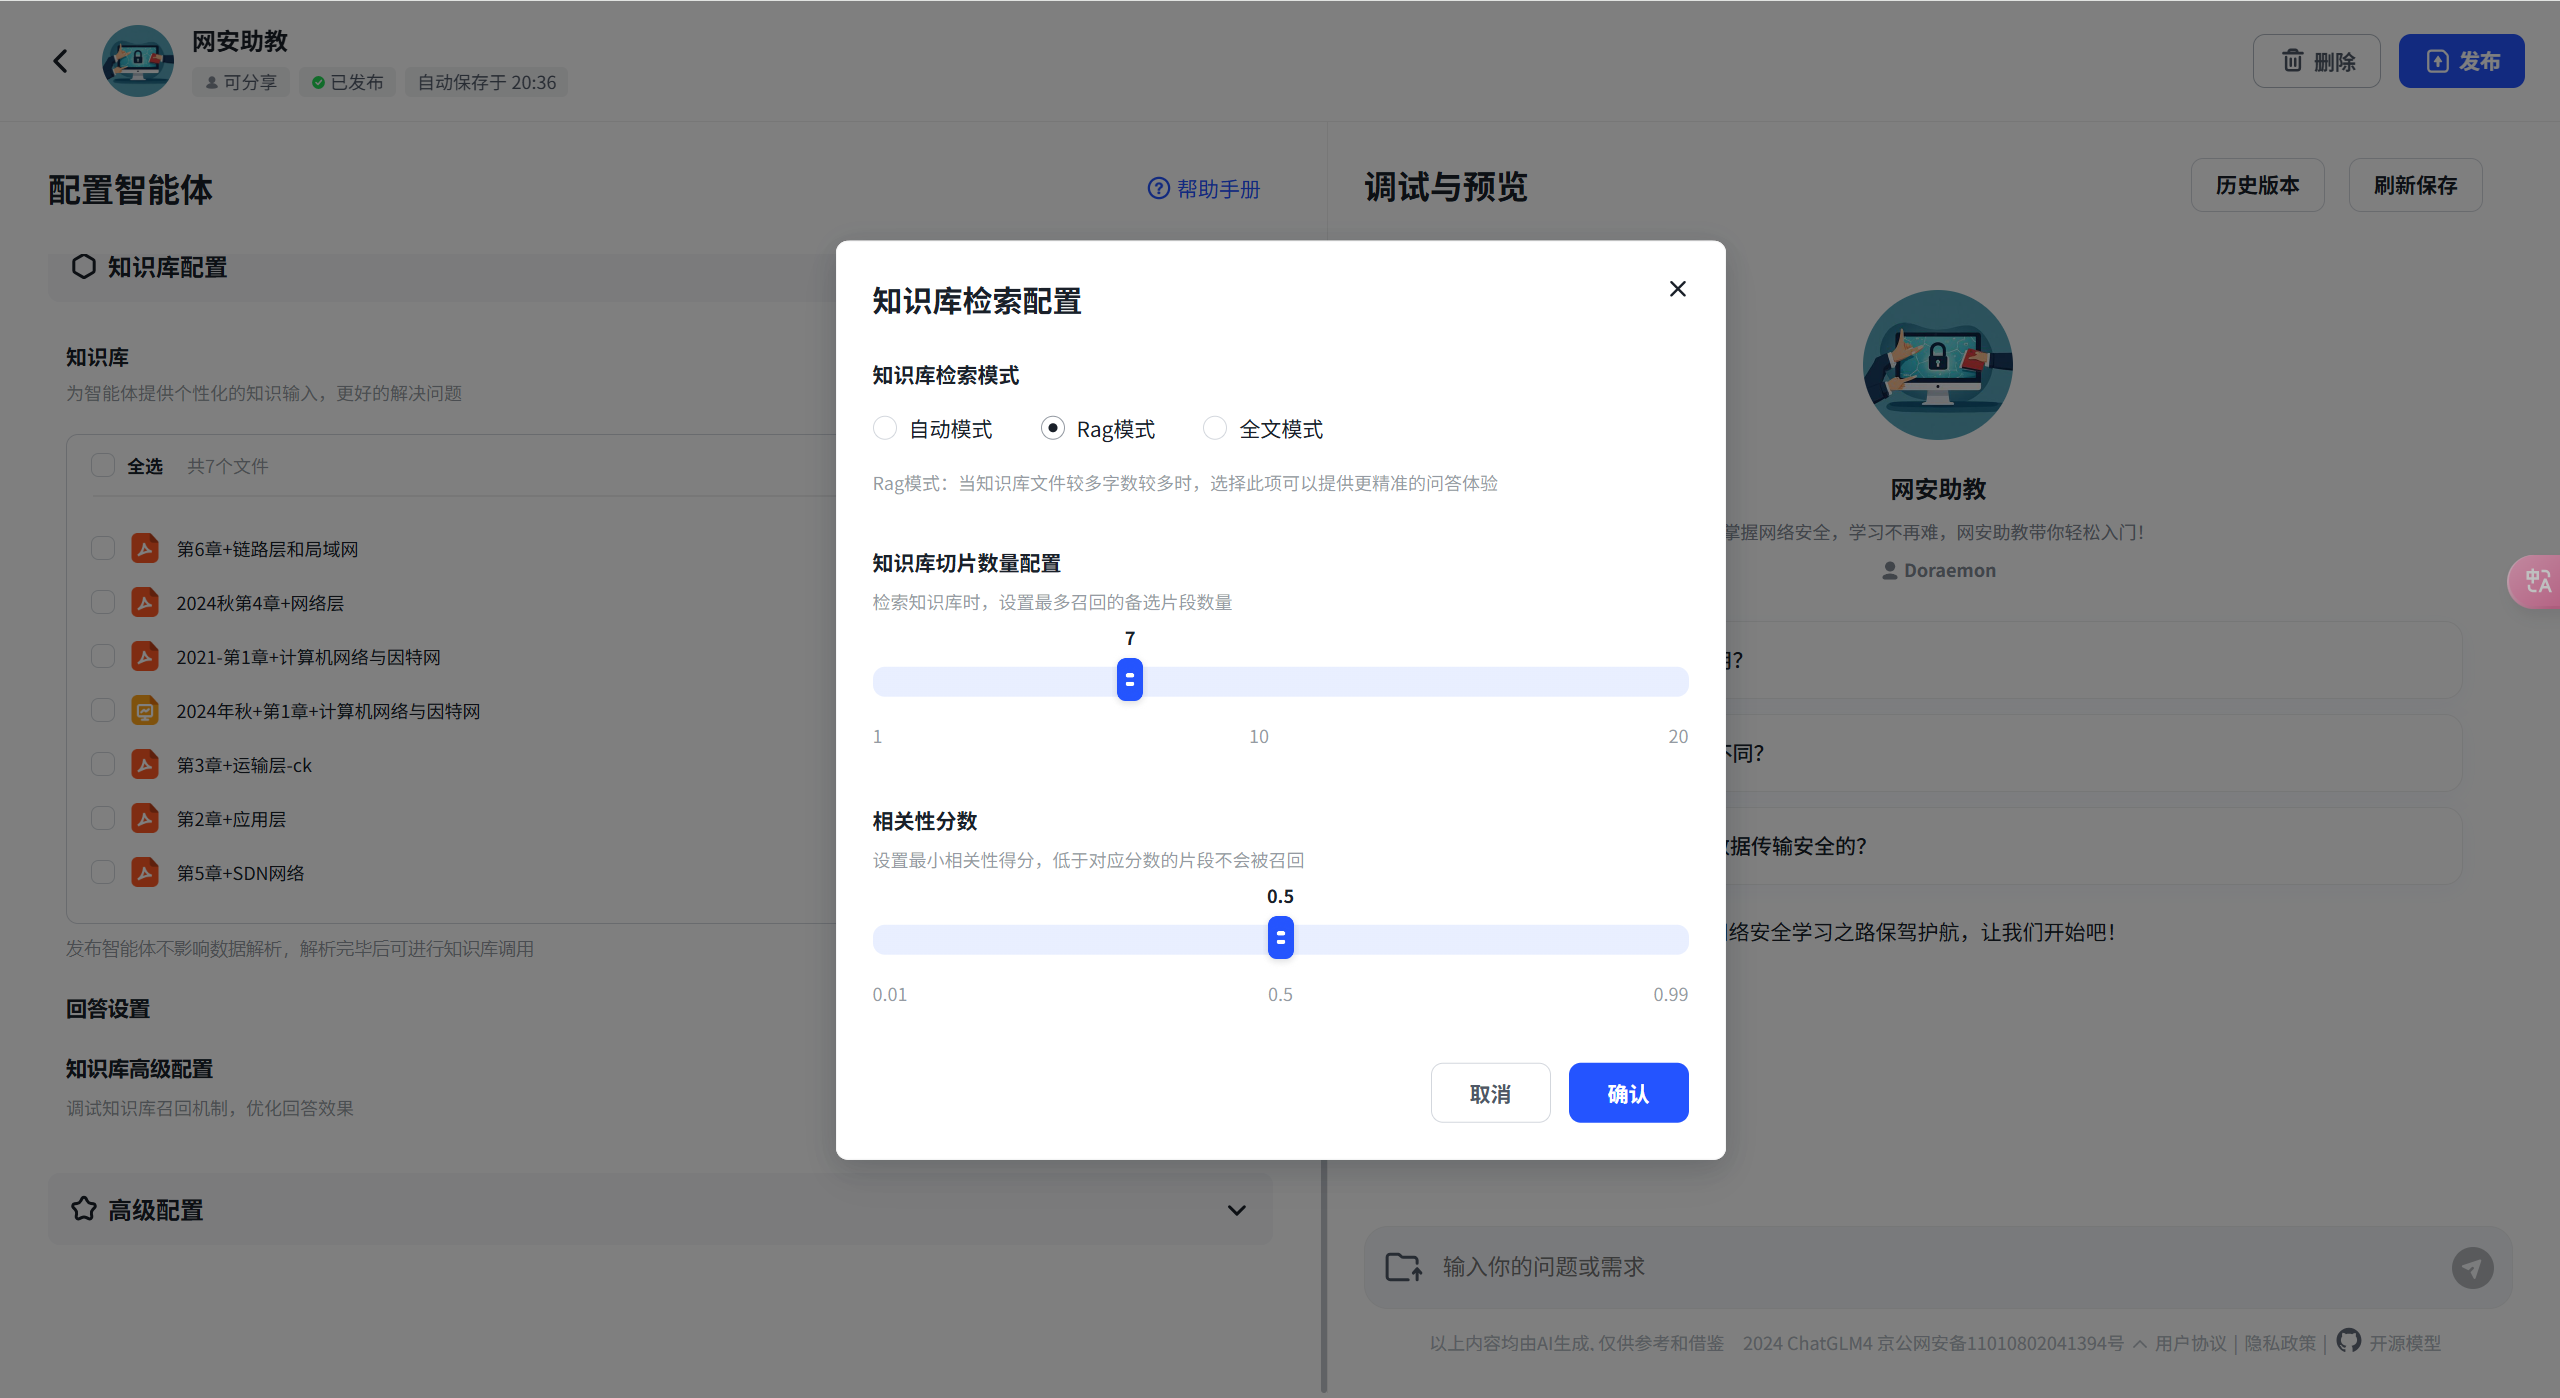 网安助教
可分享
已发布
自动保存于 20:36
删除
发布
配置智能体
帮助手册
知识库配置
知识库
为智能体提供个性化的知识输入，更好的解决问题
全选 共7个文件
第6章+链路层和局域网
2024秋第4章+网络层
2021-第1章+计算机网络与因特网
2024年秋+第1章+计算机网络与因特网
第3章+运输层-ck
第2章+应用层
第5章+SDN网络
发布智能体不影响数据解析，解析完毕后可进行知识库调用
回答设置
知识库高级配置
调试知识库召回机制，优化回答效果
高级配置
知识库检索配置
知识库检索模式
自动模式 Rag模式 全文模式
Rag模式：当知识库文件较多字数较多时，选择此项可以提供更精准的问答体验
知识库切片数量配置
检索知识库时，设置最多召回的备选片段数量
7
1 10 20
相关性分数
设置最小相关性得分，低于对应分数的片段不会被召回
0.5
0.01 0.5 0.99
取消 确认
调试与预览
历史版本
刷新保存
网安助教
掌握网络安全，学习不再难，网安助教带你轻松入门！
Doraemon
？
不同？
据传输安全的？
络安全学习之路保驾护航，让我们开始吧！
输入你的问题或需求
以上内容均由AI生成，仅供参考和借鉴 2024 ChatGLM4 京公网安备11010802041394号 用户协议 | 隐私政策 | 开源模型